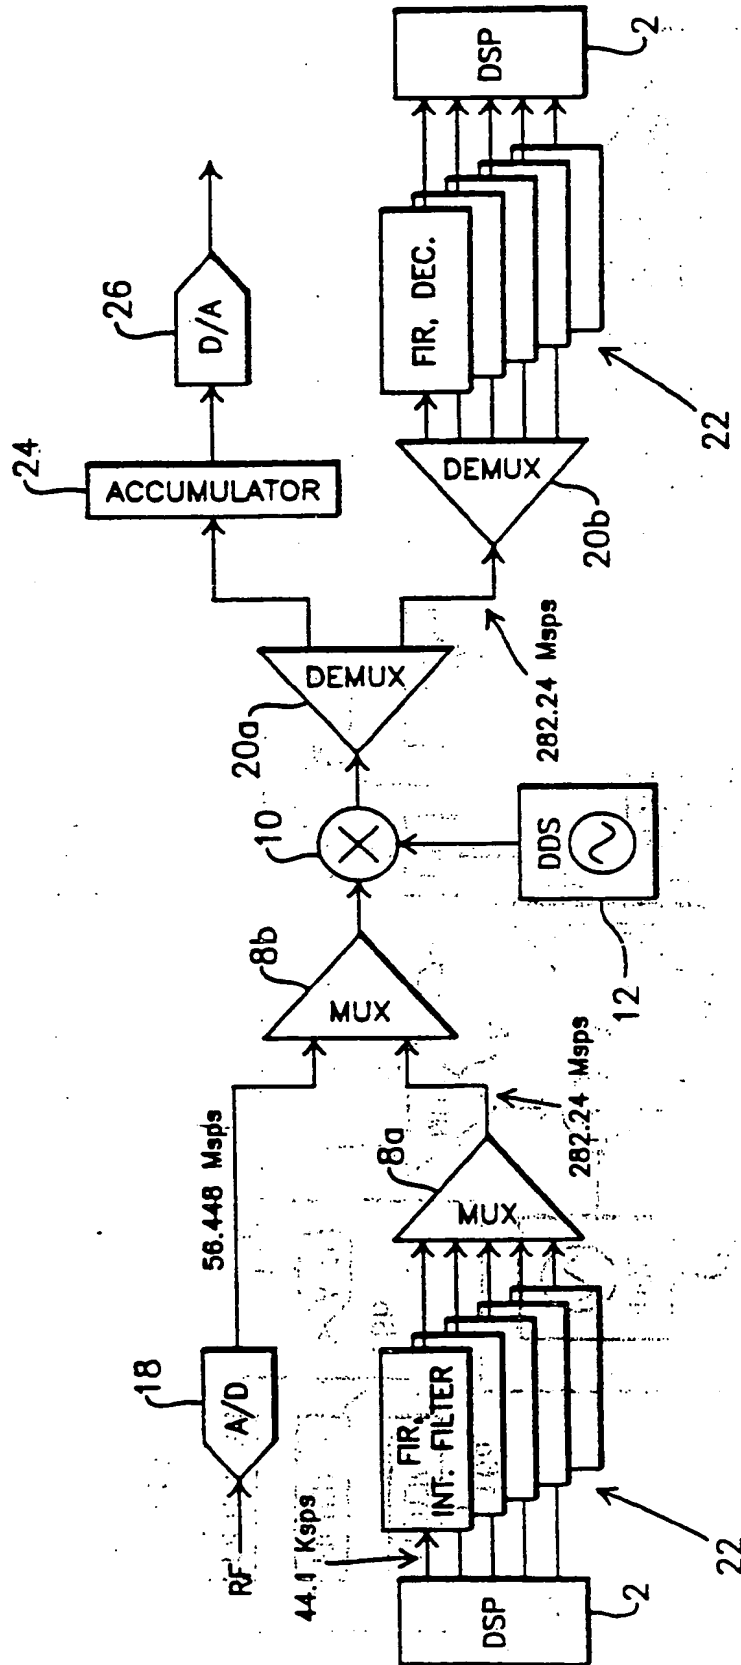 RF
A/D
18
56.448 Msps
DSP
2
44.1 Ksps
FIR,
INT. FILTER
22
MUX
8a
282.24 Msps
MUX
8b
10
DDS
12
DEMUX
20a
282.24 Msps
ACCUMULATOR
24
D/A
26
DEMUX
20b
FIR, DEC.
22
DSP
2